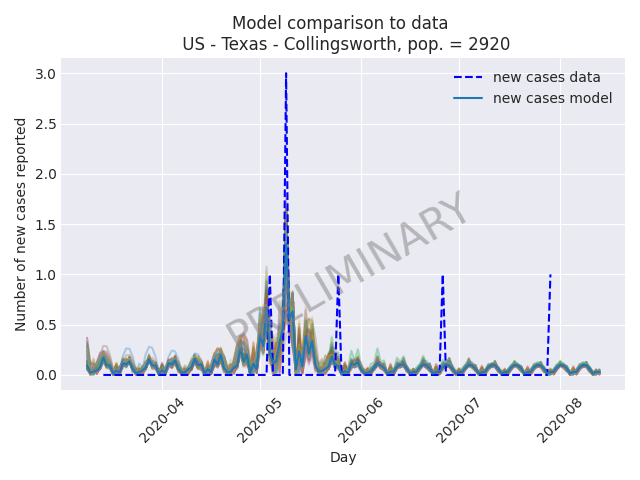 Model comparison to data
US - Texas - Collingsworth, pop. = 2920
new cases data
new cases model
Number of new cases reported
3.0
2.5
2.0
1.5
1.0
0.5
0.0
PRELIMINARY
2020-04
2020-05
2020-06
2020-07
2020-08
Day